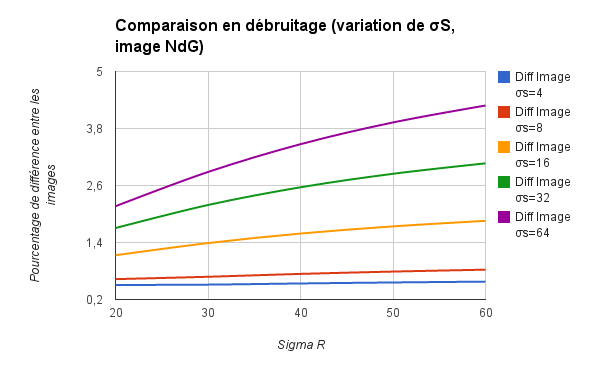 Comparaison en débruitage (variation de σS,
image NdG)
5
3,8
2,6
1,4
0,2
20
30
40
50
60
Pourcentage de différence entre les
images
Sigma R
Diff Image
σs=4
Diff Image
σs=8
Diff Image
σs=16
Diff Image
σs=32
Diff Image
σs=64